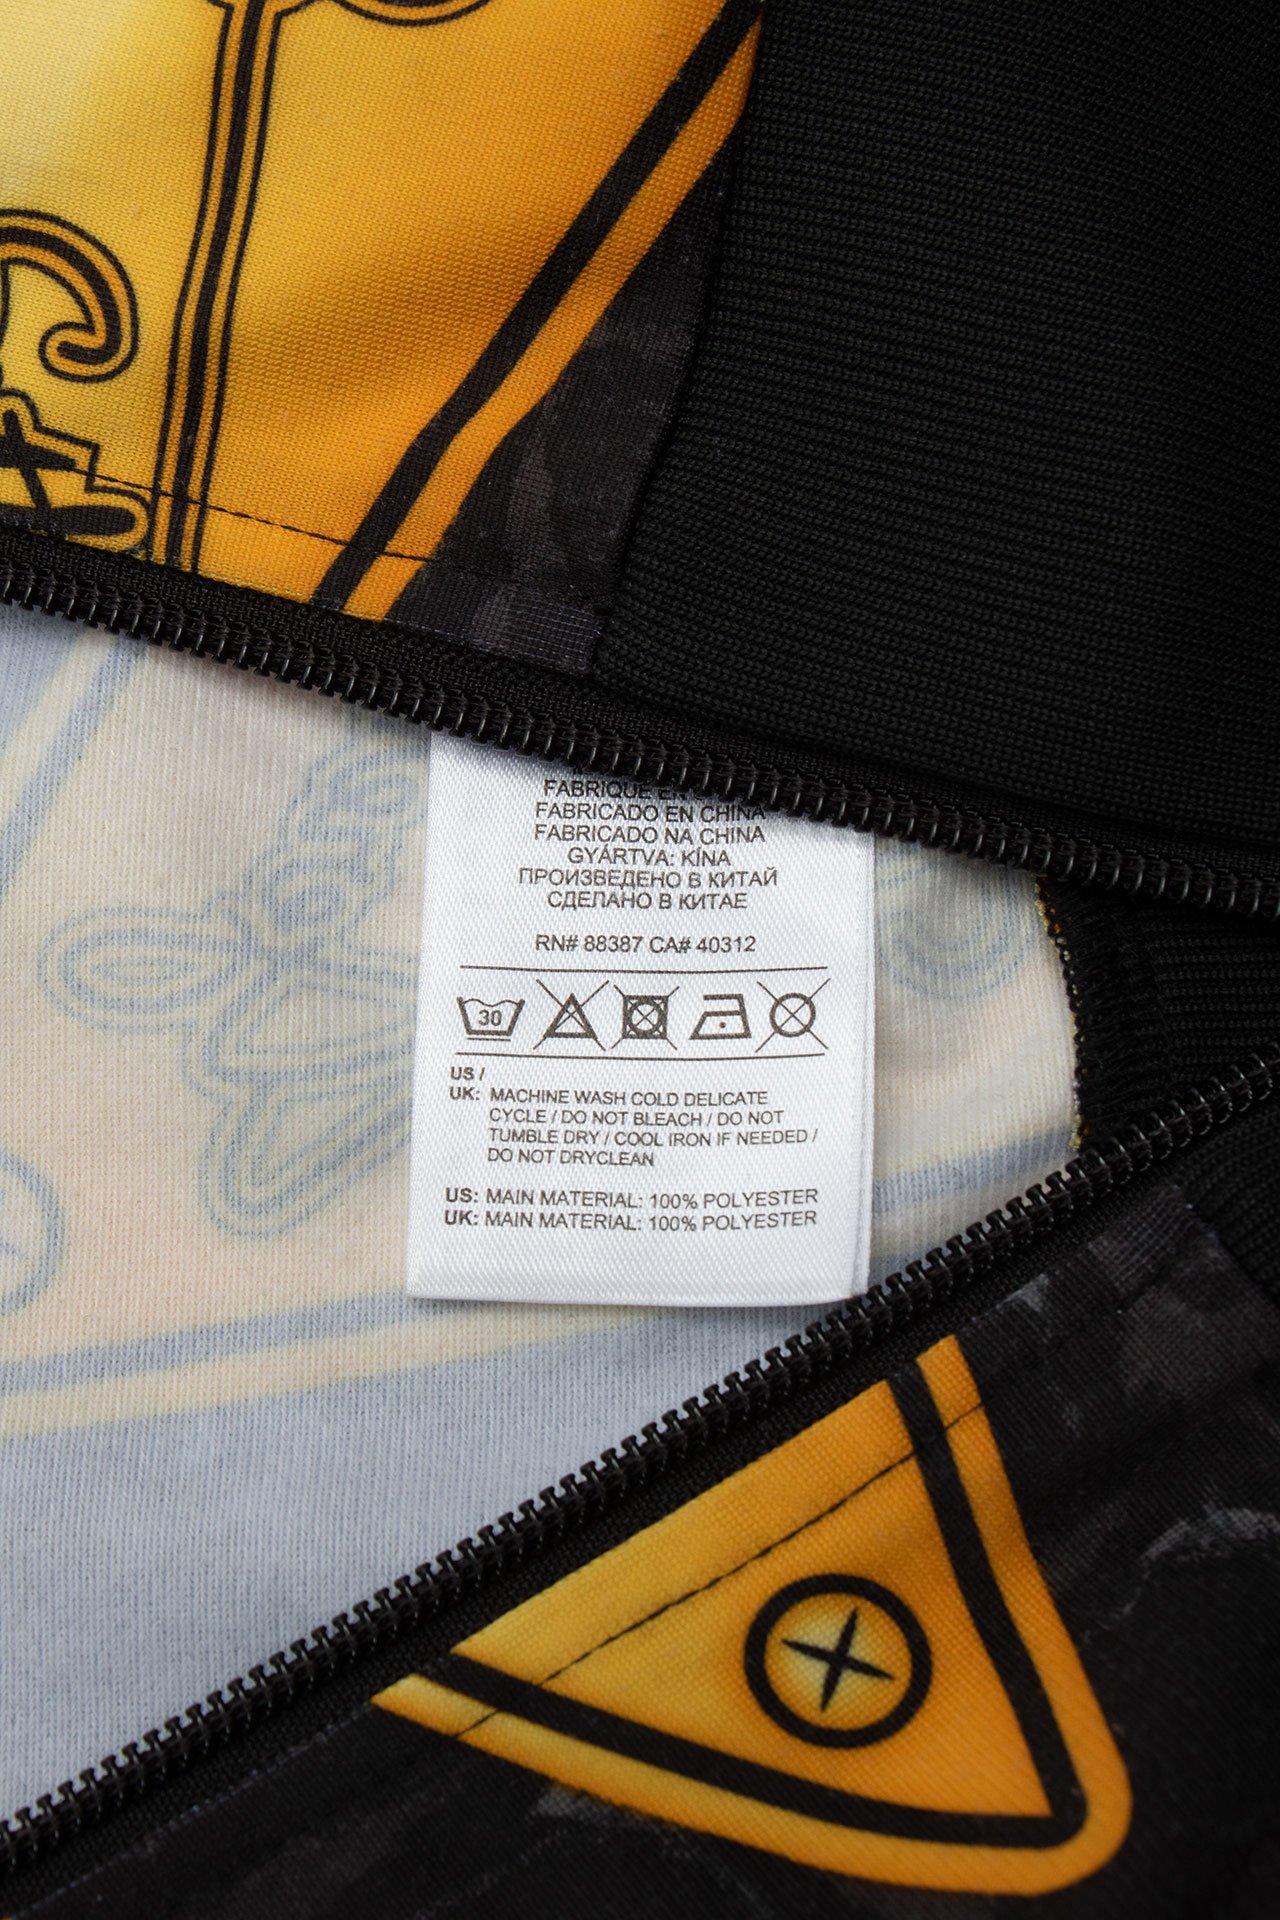 FABRIQUÉ EN
FABRICADO EN CHINA
FABRICADO NA CHINA
GYÁRTVA: KÍNA
ПРОИЗВЕДЕНО В КИТАЙ
СДЕЛАНО В КИТАЕ
RN# 88387 CA# 40312
30
US /
UK: MACHINE WASH COLD DELICATE
CYCLE / DO NOT BLEACH / DO NOT
TUMBLE DRY / COOL IRON IF NEEDED /
DO NOT DRYCLEAN
US: MAIN MATERIAL: 100% POLYESTER
UK: MAIN MATERIAL: 100% POLYESTER